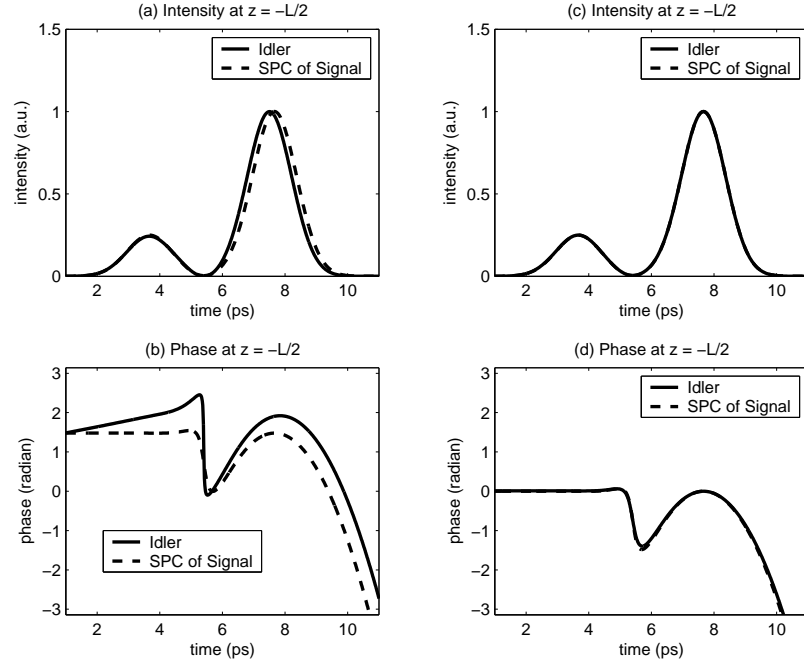 (a) Intensity at z = −L/2
1.5
1
0.5
0
intensity (a.u.)
Idler
SPC of Signal
2 4 6 8 10
time (ps)
(c) Intensity at z = −L/2
1.5
1
0.5
0
intensity (a.u.)
Idler
SPC of Signal
2 4 6 8 10
time (ps)
(b) Phase at z = −L/2
3
2
1
0
−1
−2
−3
phase (radian)
Idler
SPC of Signal
2 4 6 8 10
time (ps)
(d) Phase at z = −L/2
3
2
1
0
−1
−2
−3
phase (radian)
Idler
SPC of Signal
2 4 6 8 10
time (ps)